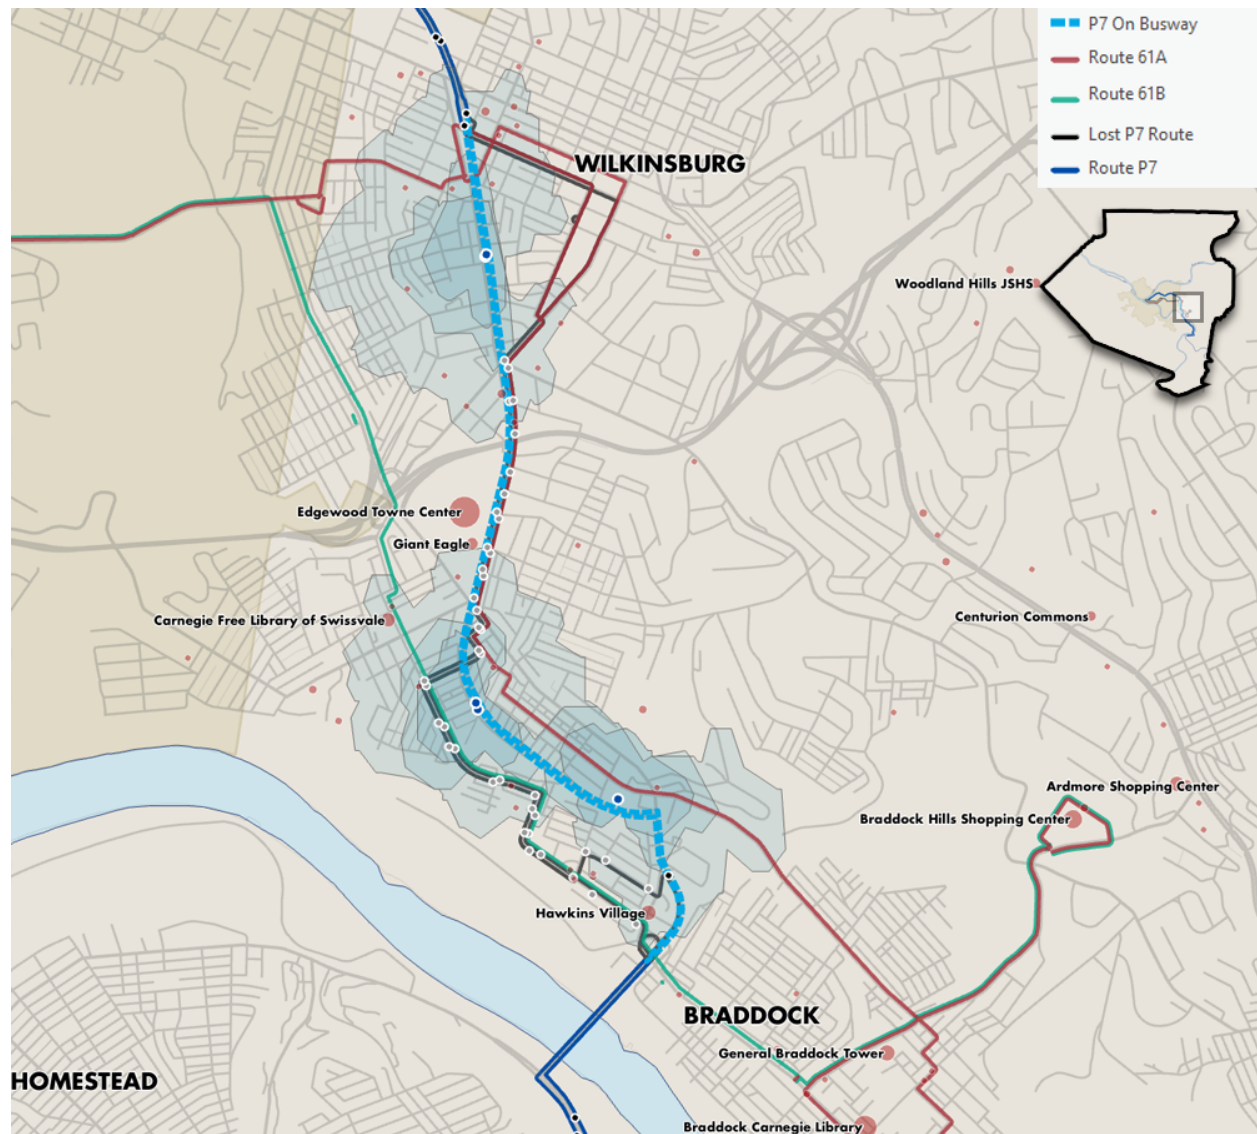 P7 On Busway
Route 61A
Route 61B
Lost P7 Route
Route P7
WILKINSBURG
Woodland Hills JSHS
Edgewood Towne Center
Giant Eagle
Carnegie Free Library of Swissvale
Centurion Commons
Ardmore Shopping Center
Braddock Hills Shopping Center
Hawkins Village
BRADDOCK
General Braddock Tower
HOMESTEAD
Braddock Carnegie Library